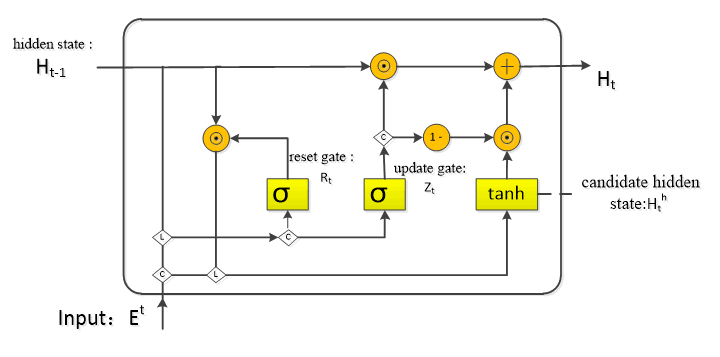 hidden state :
Ht-1
Ht
C
1-
reset gate :
Rt
update gate:
Zt
σ
σ
tanh
candidate hidden
state:Htʰ
L
C
C
L
Input：Eᵗ